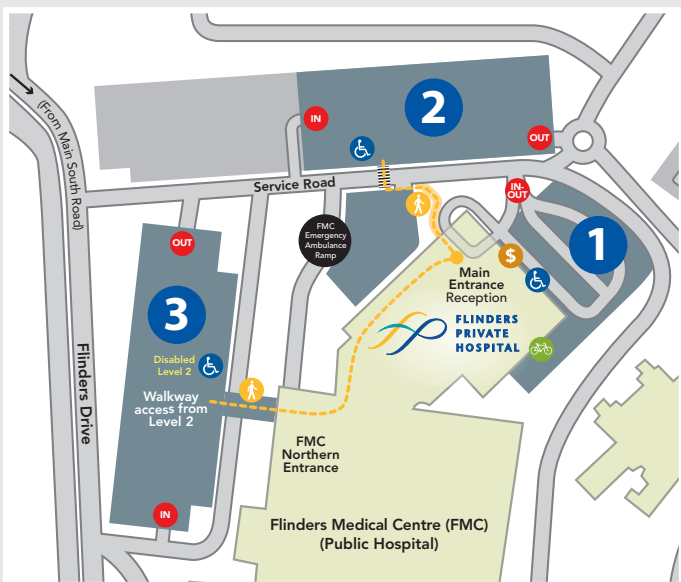 (From Main South Road)
Flinders Drive
2
IN
OUT
Service Road
IN-
OUT
FMC
Emergency
Ambulance
Ramp
1
$
Main
Entrance
Reception
FLINDERS
PRIVATE
HOSPITAL
OUT
3
Disabled
Level 2
Walkway
access from
Level 2
IN
FMC
Northern
Entrance
Flinders Medical Centre (FMC)
(Public Hospital)